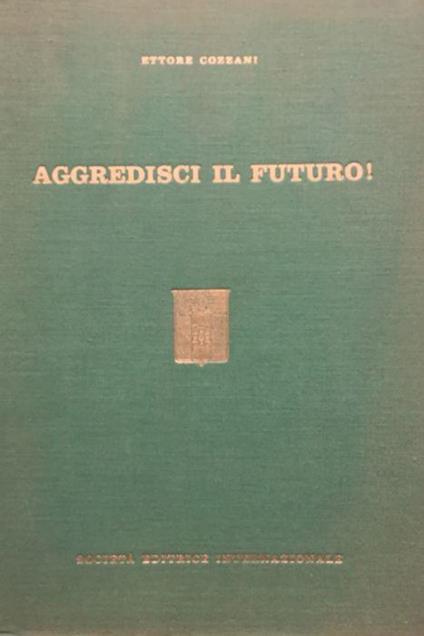 ETTORE COZZANI
AGGREDISCI IL FUTURO!
SOCIETÀ EDITRICE INTERNAZIONALE